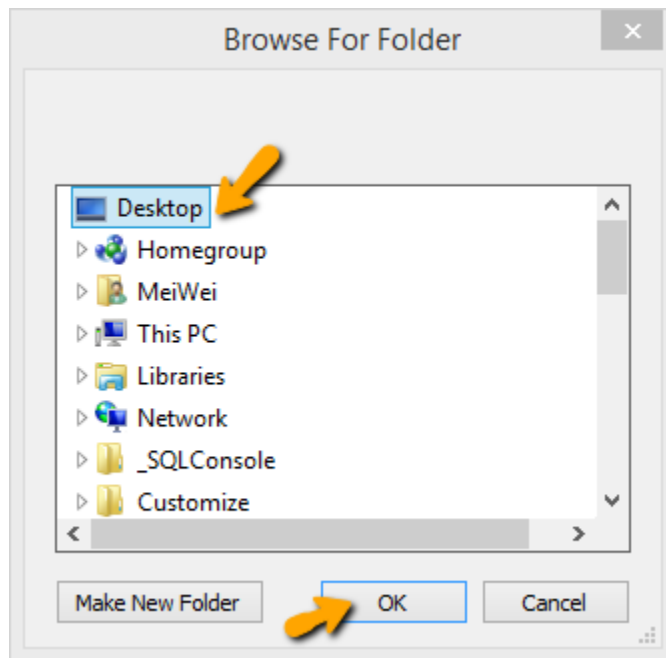 Browse For Folder
Desktop
Homegroup
MeiWei
This PC
Libraries
Network
_SQLConsole
Customize
Make New Folder
OK
Cancel